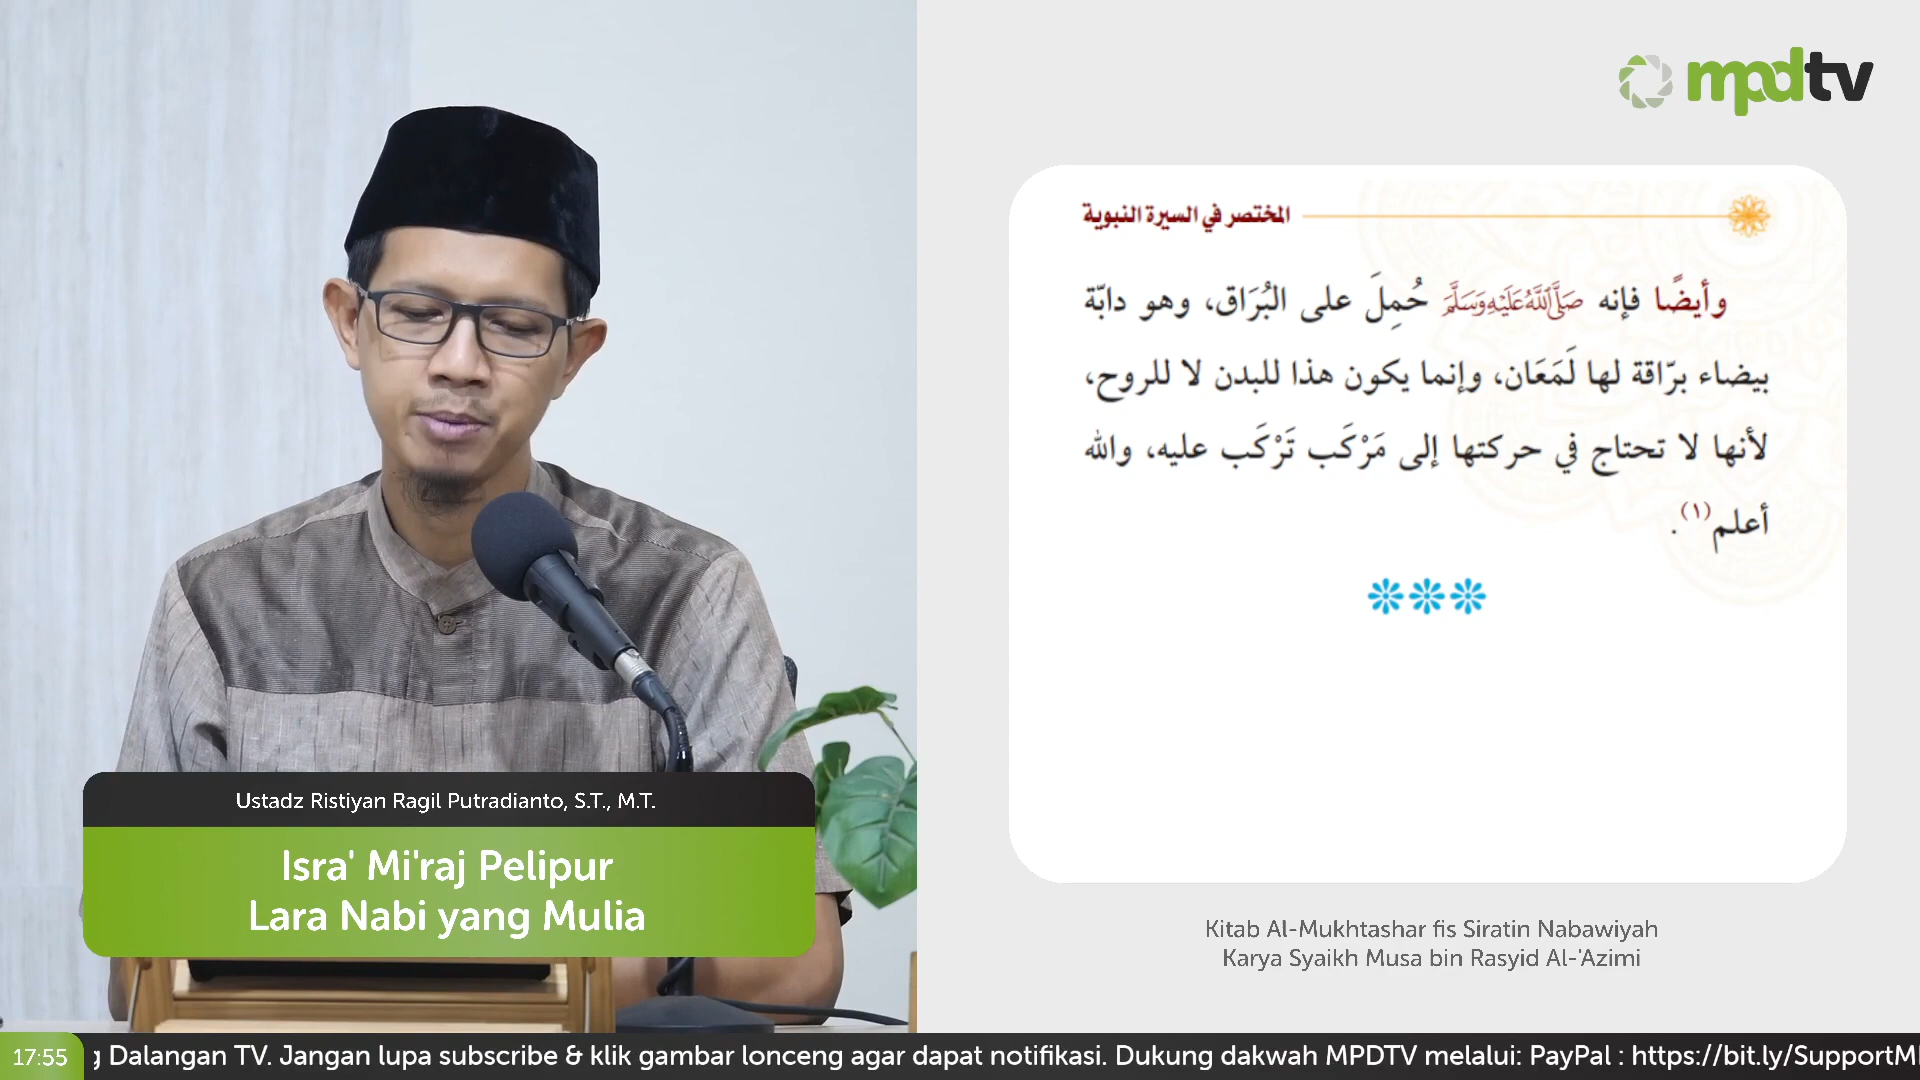 mpdtv
المختصر في السيرة النبوية
وأيضًا فإنه صَلَّىٰاللَّهُعَلَيْهِوَسَلَّمَ حُمِلَ على البُرَاق، وهو دابّة
بيضاء برّاقة لها لَمَعَان، وإنما يكون هذا للبدن لا للروح،
لأنها لا تحتاج في حركتها إلى مَرْكَب تَرْكَب عليه، والله
أعلم(١).
Ustadz Ristiyan Ragil Putradianto, S.T., M.T.
Isra' Mi'raj Pelipur
Lara Nabi yang Mulia
Kitab Al-Mukhtashar fis Siratin Nabawiyah
Karya Syaikh Musa bin Rasyid Al-'Azimi
17:55 g Dalangan TV. Jangan lupa subscribe & klik gambar lonceng agar dapat notifikasi. Dukung dakwah MPDTV melalui: PayPal : https://bit.ly/SupportM